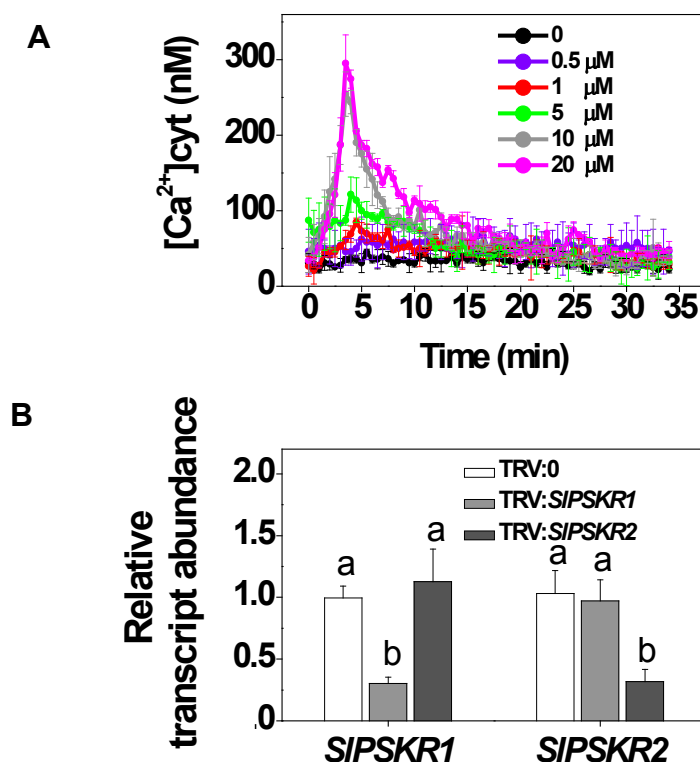 A
[Ca2+]cyt (nM)
300
200
100
0
0
0.5 μM
1 μM
5 μM
10 μM
20 μM
0 5 10 15 20 25 30 35
Time (min)
B
Relative
transcript abundance
2.0
1.5
1.0
0.5
0
TRV:0
TRV:SlPSKR1
TRV:SlPSKR2
a b a a a b
SlPSKR1 SlPSKR2